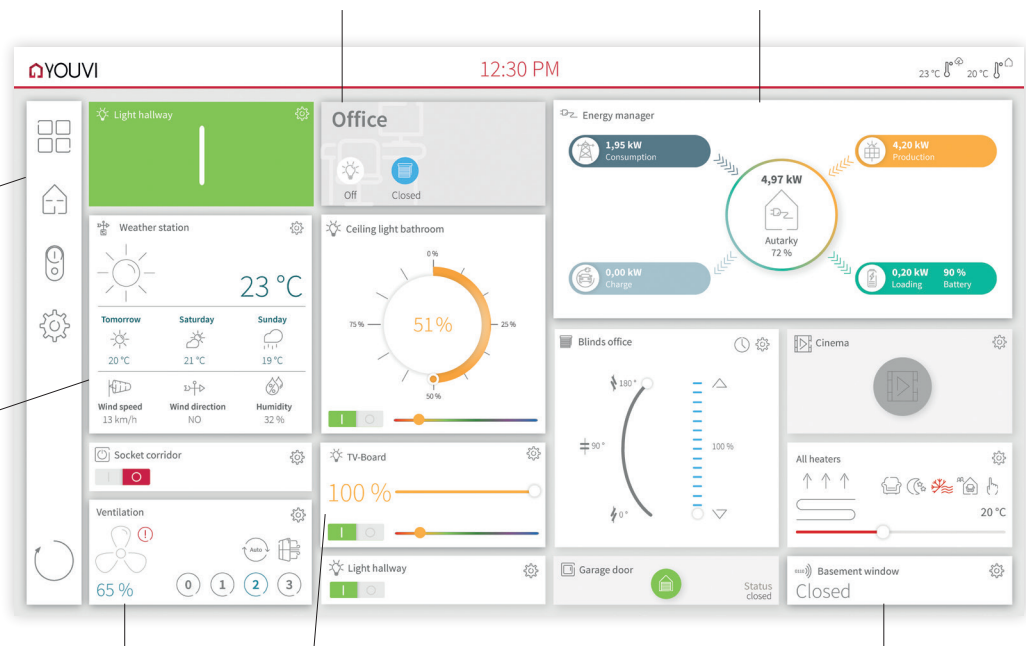 YOUVI
12:30 PM
23 °C
20 °C
Light hallway
Office
Off
Closed
Energy manager
1,95 kW
Consumption
4,20 kW
Production
4,97 kW
Autarky
72 %
0,00 kW
Charge
0,20 kW 90 %
Loading Battery
Weather station
23 °C
Tomorrow Saturday Sunday
20 °C 21 °C 19 °C
Wind speed Wind direction Humidity
13 km/h NO 32 %
Ceiling light bathroom
0%
75 %
51%
25 %
50 %
Blinds office
180 °
90 °
100 %
0 °
Cinema
Socket corridor
TV-Board
100 %
All heaters
20 °C
Ventilation
Auto
65 %
0 1 2 3
Light hallway
Garage door
Status
closed
Basement window
Closed